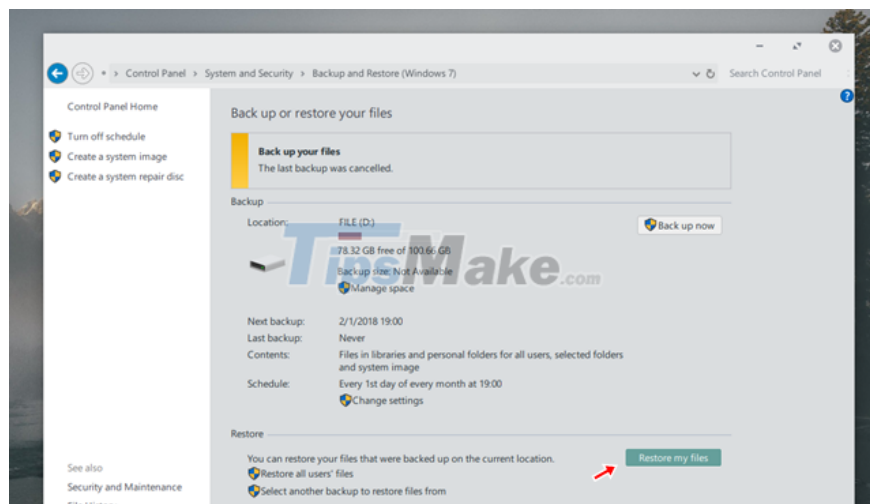 Control Panel > System and Security > Backup and Restore (Windows 7)
Search Control Panel
Control Panel Home
Turn off schedule
Create a system image
Create a system repair disc
See also
Security and Maintenance
Back up or restore your files
Back up your files
The last backup was cancelled.
Backup
Location:
FILE (D:)
78.32 GB free of 100.66 GB
Backup size: Not Available
Manage space
Back up now
TipsMake.com
Next backup: 2/1/2018 19:00
Last backup: Never
Contents: Files in libraries and personal folders for all users, selected folders
and system image
Schedule: Every 1st day of every month at 19:00
Change settings
Restore
You can restore your files that were backed up on the current location.
Restore my files
Restore all users' files
Select another backup to restore files from